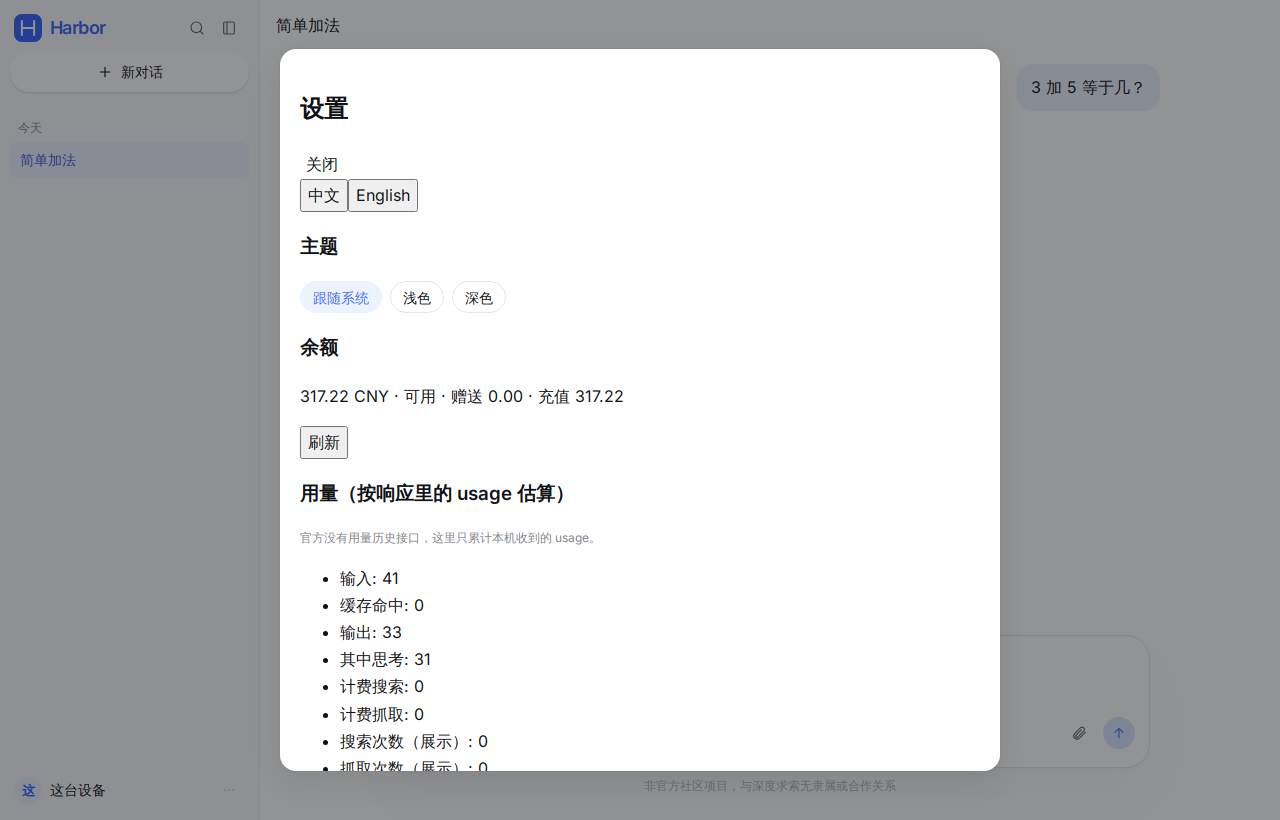 Harbor
新对话
今天
简单加法
这台设备
简单加法
3 加 5 等于几？
设置
关闭
中文 English
主题
跟随系统 浅色 深色
余额
317.22 CNY · 可用 · 赠送 0.00 · 充值 317.22
刷新
用量（按响应里的 usage 估算）
官方没有用量历史接口，这里只累计本机收到的 usage。
输入: 41
缓存命中: 0
输出: 33
其中思考: 31
计费搜索: 0
计费抓取: 0
搜索次数（展示）: 0
抓取次数（展示）: 0
非官方社区项目，与深度求索无隶属或合作关系